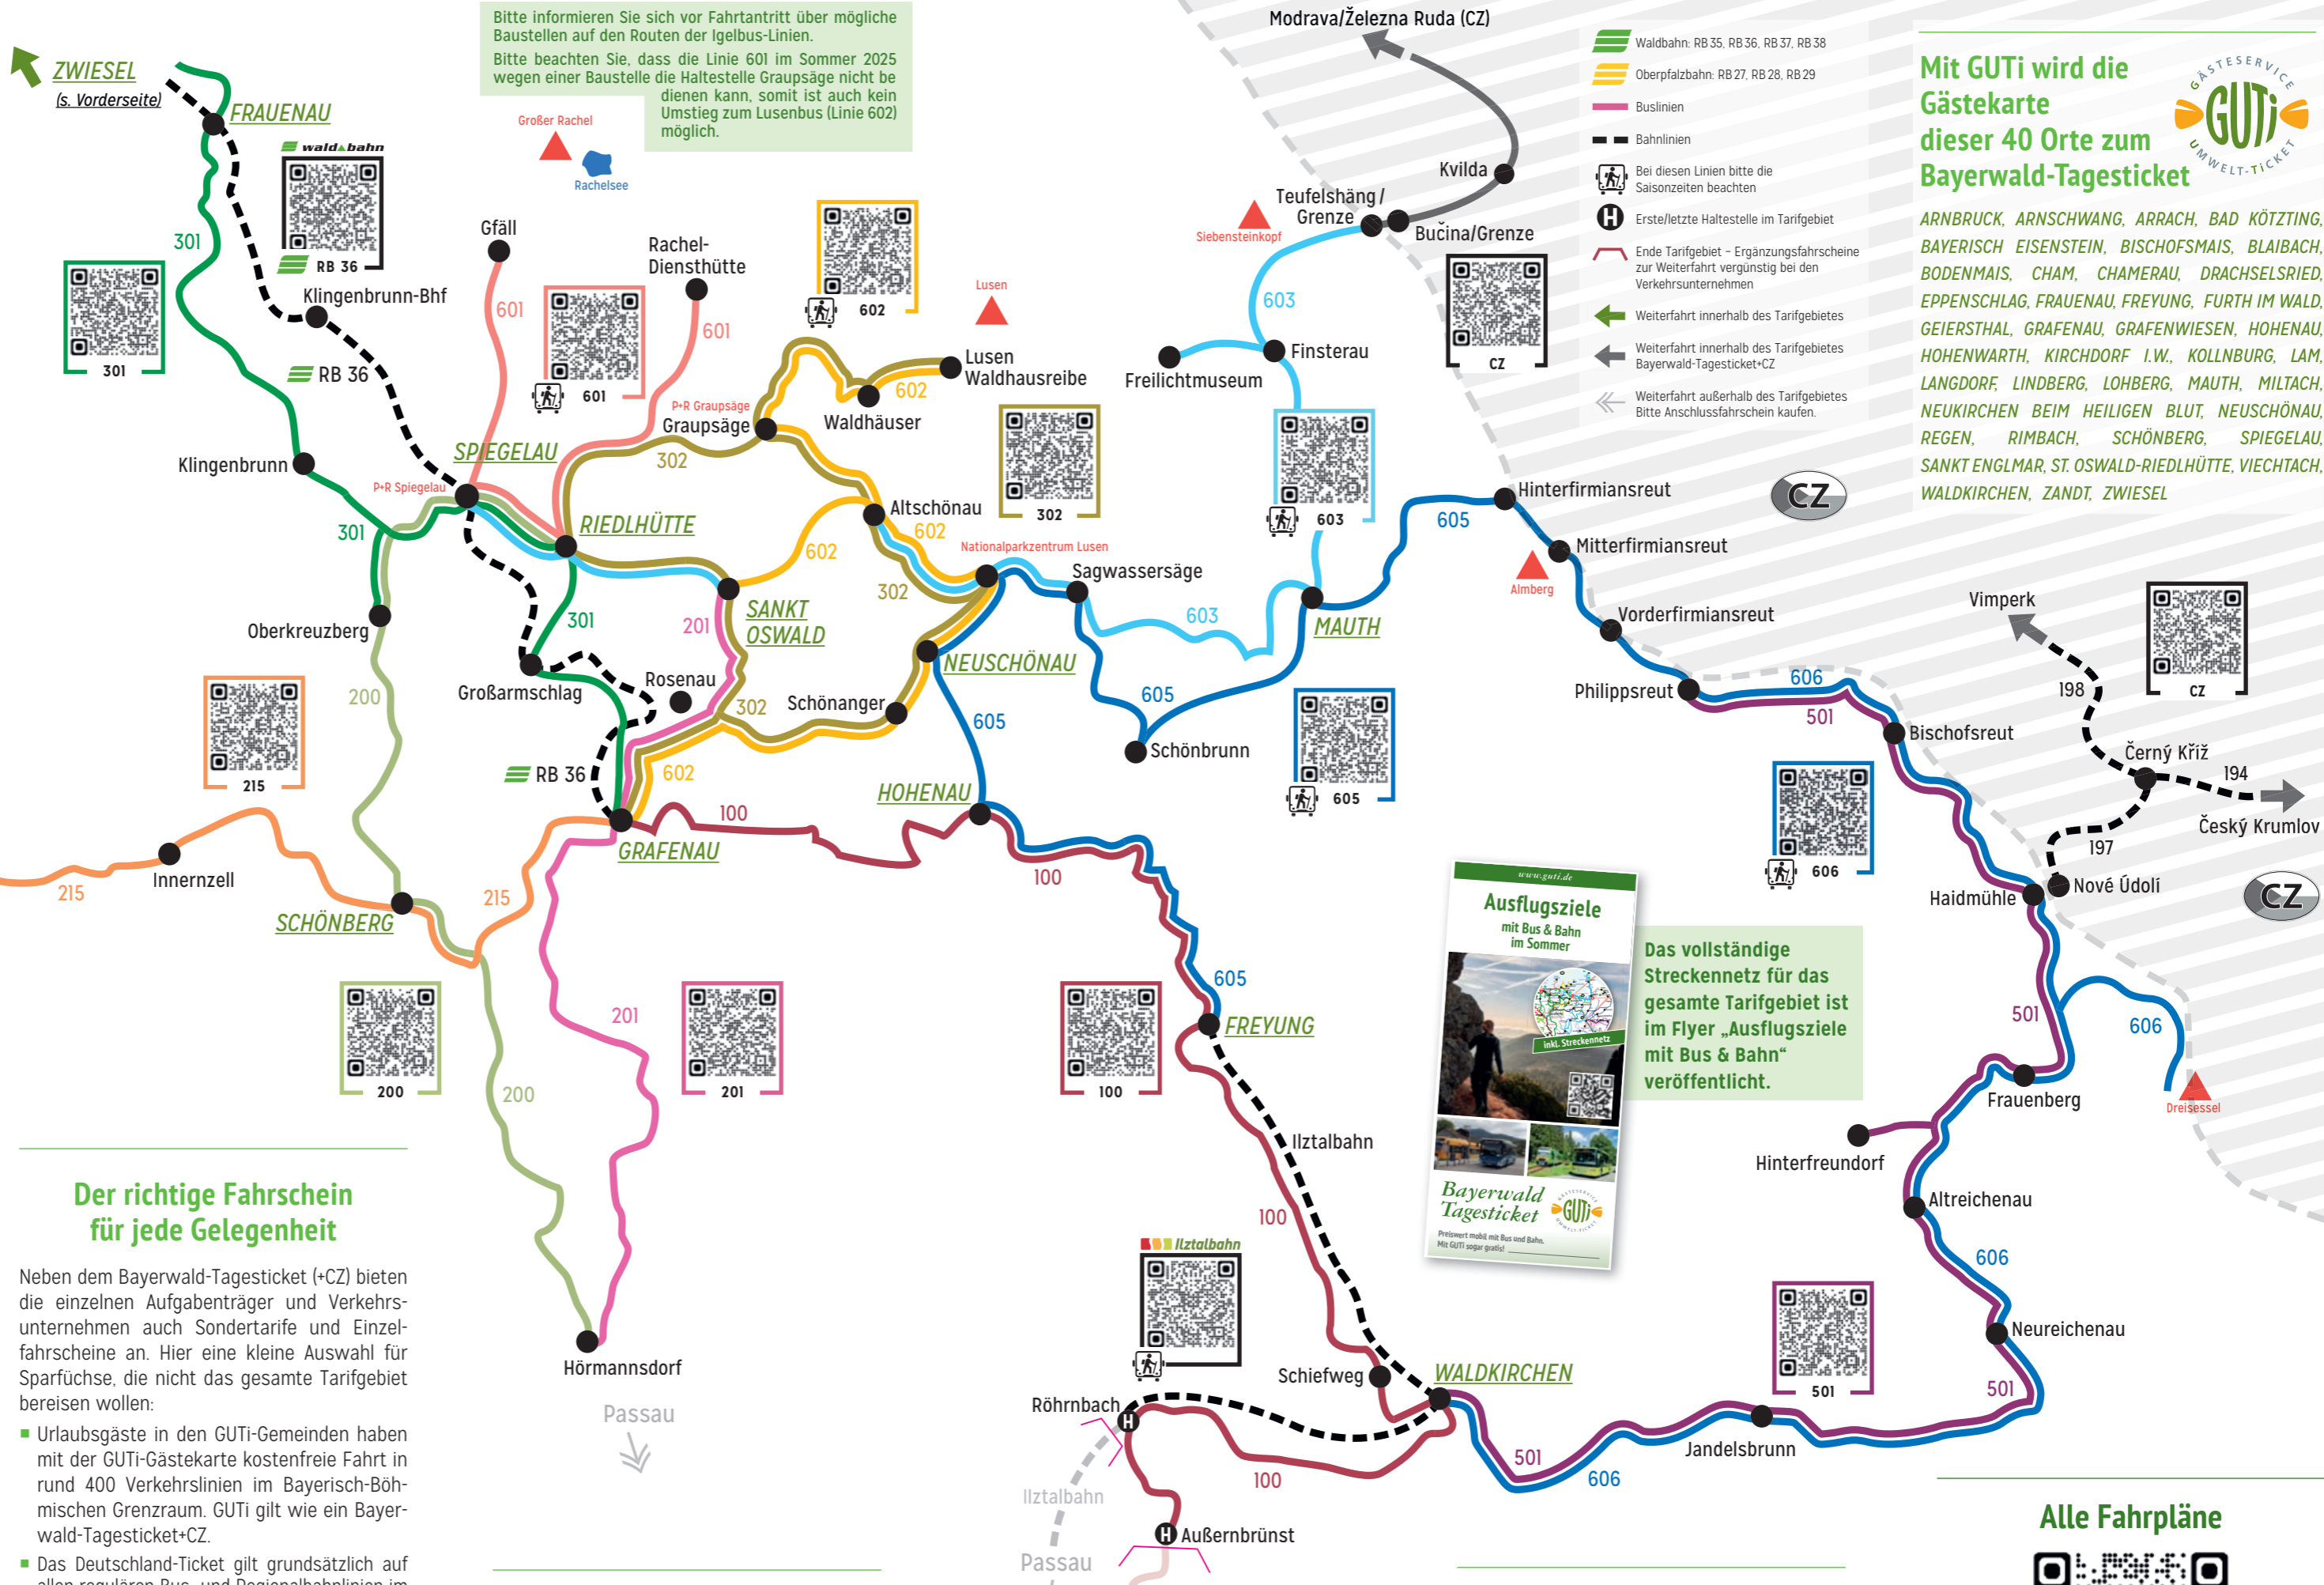 Bitte informieren Sie sich vor Fahrtantritt über mögliche
Baustellen auf den Routen der Igelbus-Linien.
Bitte beachten Sie, dass die Linie 601 im Sommer 2025
wegen einer Baustelle die Haltestelle Graupsäge nicht be
dienen kann, somit ist auch kein
Umstieg zum Lusenbus (Linie 602)
möglich.
ZWIESEL
(s. Vorderseite)
FRAUENAU
waldbahn
RB 36
301
301
Klingenbrunn-Bhf
RB 36
Klingenbrunn
Großer Rachel
Rachelsee
Gfäll
601
Rachel-
Diensthütte
601
601
602
Lusen
Lusen
Waldhausreibe
602
Waldhäuser
P+R Graupsäge
Graupsäge
302
302
SPIEGELAU
P+R Spiegelau
301
RIEDLHÜTTE
Altschönau
602
602
302
Nationalparkzentrum Lusen
Sagwassersäge
SANKT
OSWALD
201
301
Oberkreuzberg
Großarmschlag
Rosenau
302
Schönanger
NEUSCHÖNAU
605
200
215
RB 36
602
GRAFENAU
100
HOHENAU
100
Innernzell
215
SCHÖNBERG
215
201
200
201
200
100
Hörmannsdorf
Passau
Modrava/Železna Ruda (CZ)
Kvilda
Teufelshäng /
Grenze
Bučina/Grenze
Siebensteinkopf
603
Finsterau
Freilichtmuseum
CZ
603
603
MAUTH
605
Schönbrunn
605
605
Hinterfirmiansreut
Mitterfirmiansreut
Almberg
Vorderfirmiansreut
Philippsreut
606
501
Bischofsreut
606
Haidmühle
Nové Údolí
CZ
Vimperk
CZ
198
Černý Kříž
194
Český Krumlov
197
CZ
501
606
Dreisessel
Frauenberg
Hinterfreundorf
Altreichenau
606
Neureichenau
501
501
Jandelsbrunn
501
606
605
FREYUNG
Ilztalbahn
100
Ilztalbahn
Schiefweg
WALDKIRCHEN
Röhrnbach
H
100
Ilztalbahn
H
Außernbrünst
Passau
Waldbahn: RB 35, RB 36, RB 37, RB 38
Oberpfalzbahn: RB 27, RB 28, RB 29
Buslinien
Bahnlinien
Bei diesen Linien bitte die
Saisonzeiten beachten
H
Erste/letzte Haltestelle im Tarifgebiet
Ende Tarifgebiet – Ergänzungsfahrscheine
zur Weiterfahrt vergünstig bei den
Verkehrsunternehmen
Weiterfahrt innerhalb des Tarifgebietes
Weiterfahrt innerhalb des Tarifgebietes
Bayerwald-Tagesticket+CZ
Weiterfahrt außerhalb des Tarifgebietes
Bitte Anschlussfahrschein kaufen.
Mit GUTi wird die
Gästekarte
dieser 40 Orte zum
Bayerwald-Tagesticket
GÄSTESERVICE
GUTi
UMWELT-TiCKET
ARNBRUCK, ARNSCHWANG, ARRACH, BAD KÖTZTING,
BAYERISCH EISENSTEIN, BISCHOFSMAIS, BLAIBACH,
BODENMAIS, CHAM, CHAMERAU, DRACHSELSRIED,
EPPENSCHLAG, FRAUENAU, FREYUNG, FURTH IM WALD,
GEIERSTHAL, GRAFENAU, GRAFENWIESEN, HOHENAU,
HOHENWARTH, KIRCHDORF I.W., KOLLNBURG, LAM,
LANGDORF, LINDBERG, LOHBERG, MAUTH, MILTACH,
NEUKIRCHEN BEIM HEILIGEN BLUT, NEUSCHÖNAU,
REGEN, RIMBACH, SCHÖNBERG, SPIEGELAU,
SANKT ENGLMAR, ST. OSWALD-RIEDLHÜTTE, VIECHTACH,
WALDKIRCHEN, ZANDT, ZWIESEL
www.guti.de
Ausflugsziele
mit Bus & Bahn
im Sommer
inkl. Streckennetz
Bayerwald
Tagesticket
GÄSTESERVICE
GUTi
UMWELT-TICKET
Preiswert mobil mit Bus und Bahn.
Mit GUTi sogar gratis!
Das vollständige
Streckennetz für das
gesamte Tarifgebiet ist
im Flyer „Ausflugsziele
mit Bus & Bahn“
veröffentlicht.
Der richtige Fahrschein
für jede Gelegenheit
Neben dem Bayerwald-Tagesticket (+CZ) bieten
die einzelnen Aufgabenträger und Verkehrs-
unternehmen auch Sondertarife und Einzel-
fahrscheine an. Hier eine kleine Auswahl für
Sparfüchse, die nicht das gesamte Tarifgebiet
bereisen wollen:
Urlaubsgäste in den GUTi-Gemeinden haben
mit der GUTi-Gästekarte kostenfreie Fahrt in
rund 400 Verkehrslinien im Bayerisch-Böh-
mischen Grenzraum. GUTi gilt wie ein Bayer-
wald-Tagesticket+CZ.
Das Deutschland-Ticket gilt grundsätzlich auf
allen regulären Bus- und Regionalbahnlinien im
Alle Fahrpläne